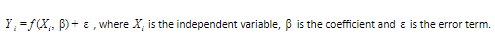 Yᵢ =f(Xᵢ, β)+ ε , where Xᵢ is the independent variable, β is the coefficient and ε is the error term.